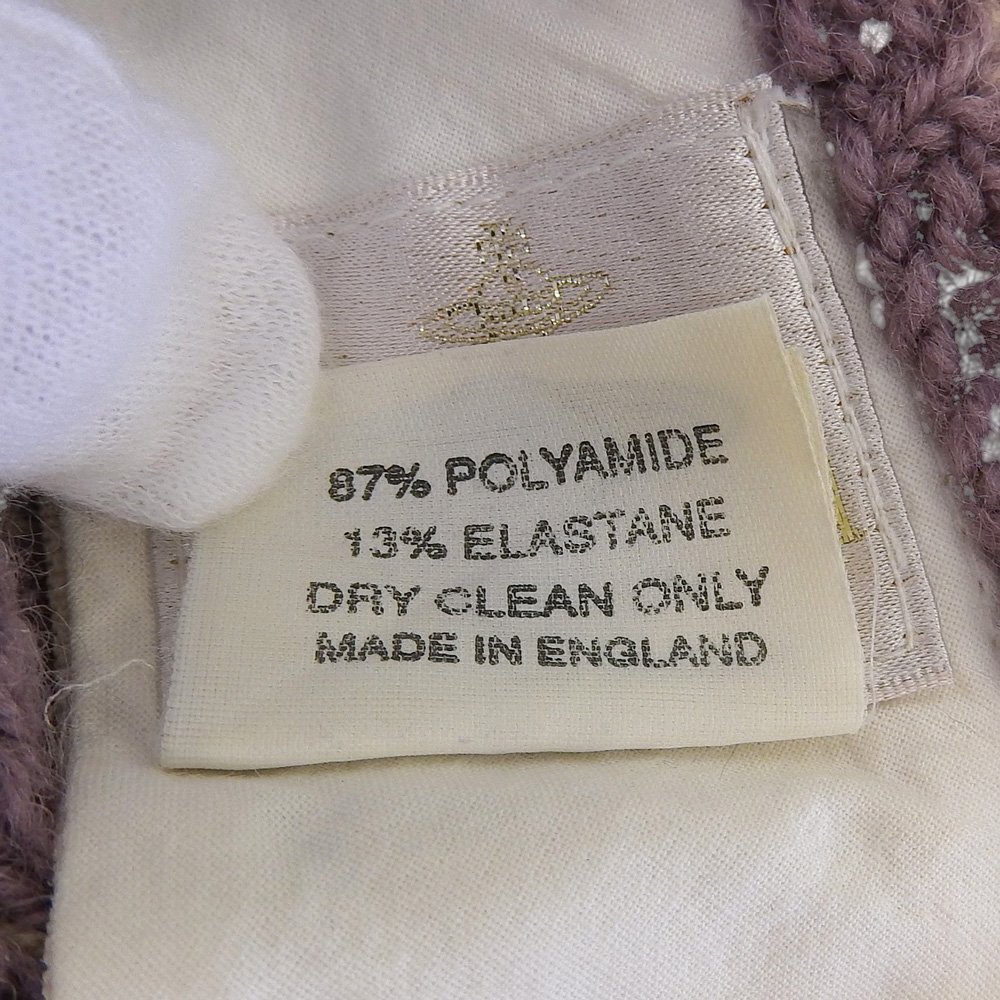 87% POLYAMIDE
13% ELASTANE
DRY CLEAN ONLY
MADE IN ENGLAND